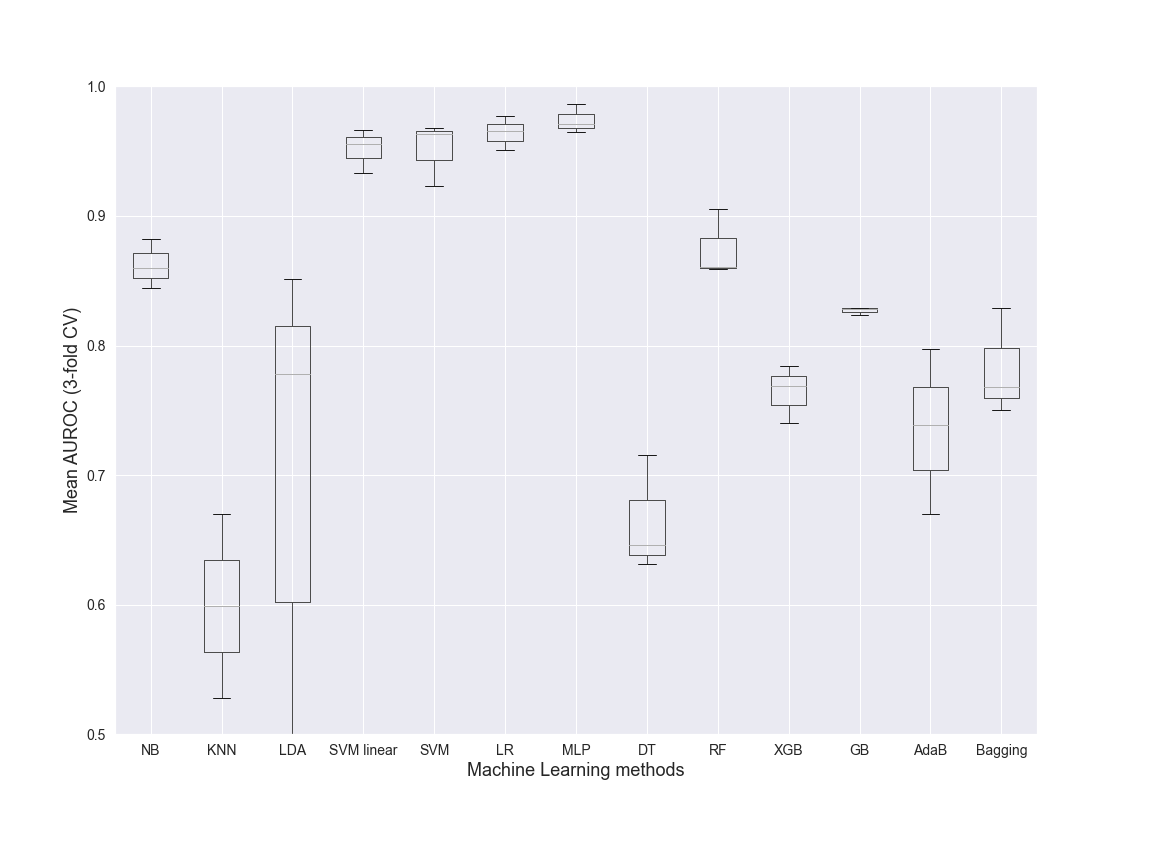 1.0
0.9
0.8
0.7
0.6
0.5
Mean AUROC (3-fold CV)
NB KNN LDA SVM linear SVM LR MLP DT RF XGB GB AdaB Bagging
Machine Learning methods